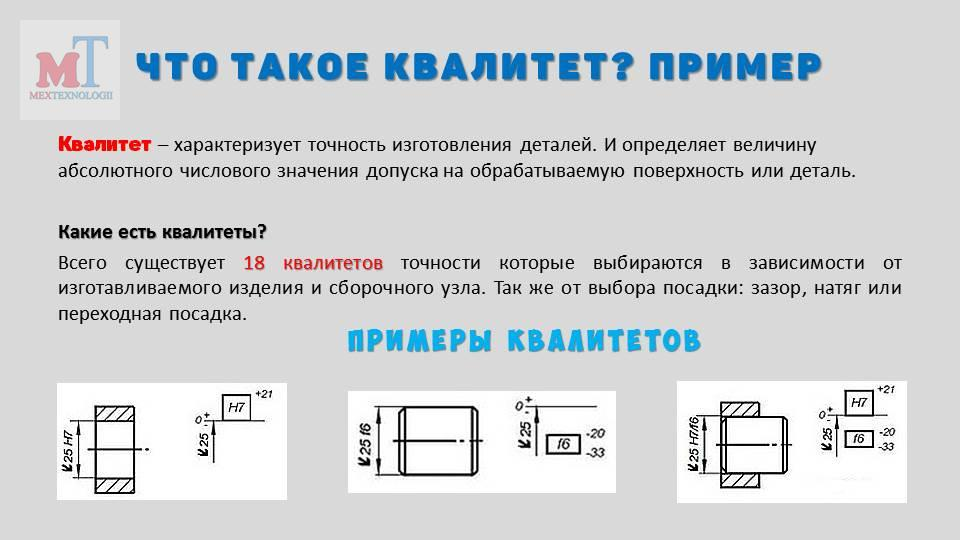 МТ
MEXTEXNOLOGII
ЧТО ТАКОЕ КВАЛИТЕТ? ПРИМЕР
Квалитет – характеризует точность изготовления деталей. И определяет величину
абсолютного числового значения допуска на обрабатываемую поверхность или деталь.
Какие есть квалитеты?
Всего существует 18 квалитетов точности которые выбираются в зависимости от
изготавливаемого изделия и сборочного узла. Так же от выбора посадки: зазор, натяг или
переходная посадка.
ПРИМЕРЫ КВАЛИТЕТОВ
25 H7
0 + -
25
H7
+21
25 f6
0 + -
25
f6
-20
-33
25 H7/f6
0 + -
25
H7
+21
f6
-20
-33